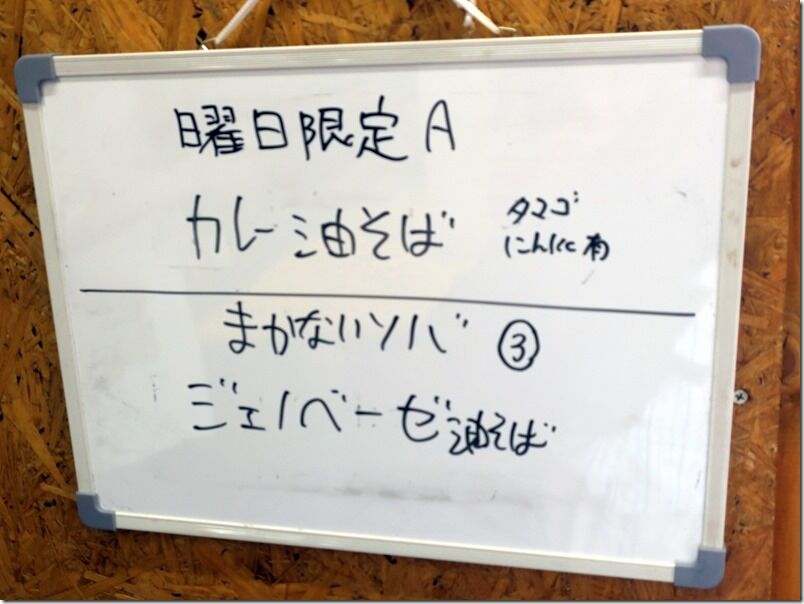 日曜日限定 A
カレー油そば
タマゴ
にんにく有
まかないソバ ③
ジェノベーゼ油そば